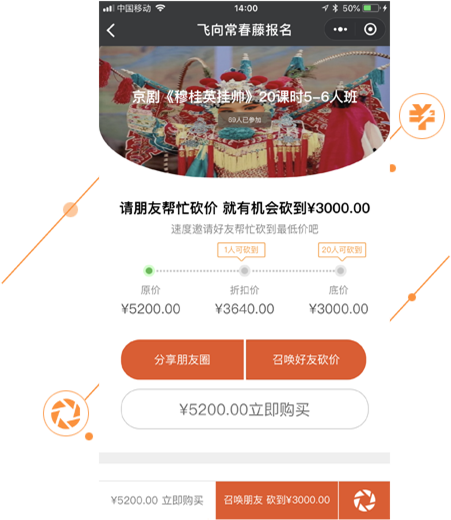 中国移动 14:00 50%
飞向常春藤报名
京剧《穆桂英挂帅》20课时5-6人班
69人已参加
请朋友帮忙砍价 就有机会砍到¥3000.00
速度邀请好友帮忙砍到最低价吧
1人可砍到 20人可砍到
原价 折扣价 底价
¥5200.00 ¥3640.00 ¥3000.00
分享朋友圈 召唤好友砍价
¥5200.00立即购买
¥5200.00 立即购买 召唤朋友 砍到¥3000.00